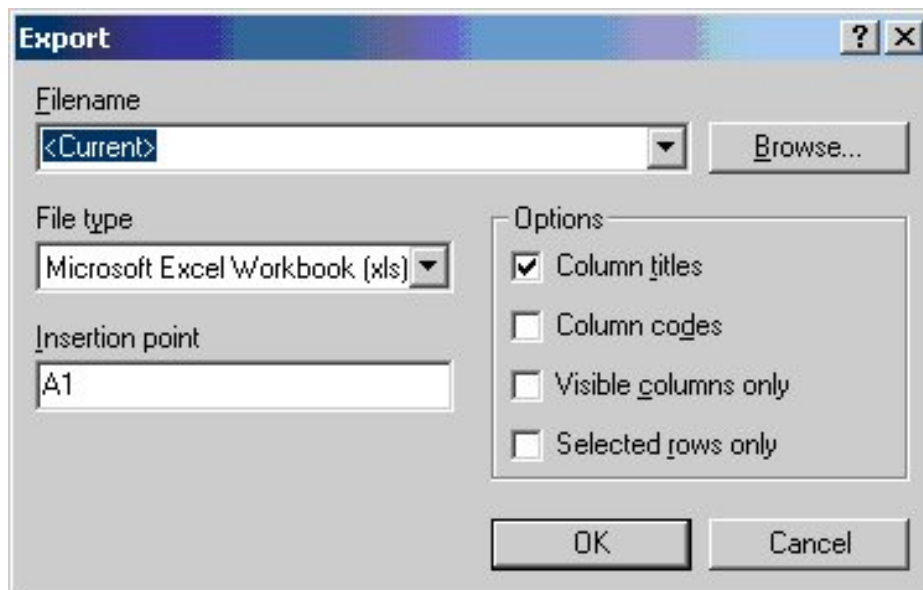 Export
Filename
<Current>
Browse...
File type
Microsoft Excel Workbook (xls)
Insertion point
A1
Options
Column titles
Column codes
Visible columns only
Selected rows only
OK
Cancel